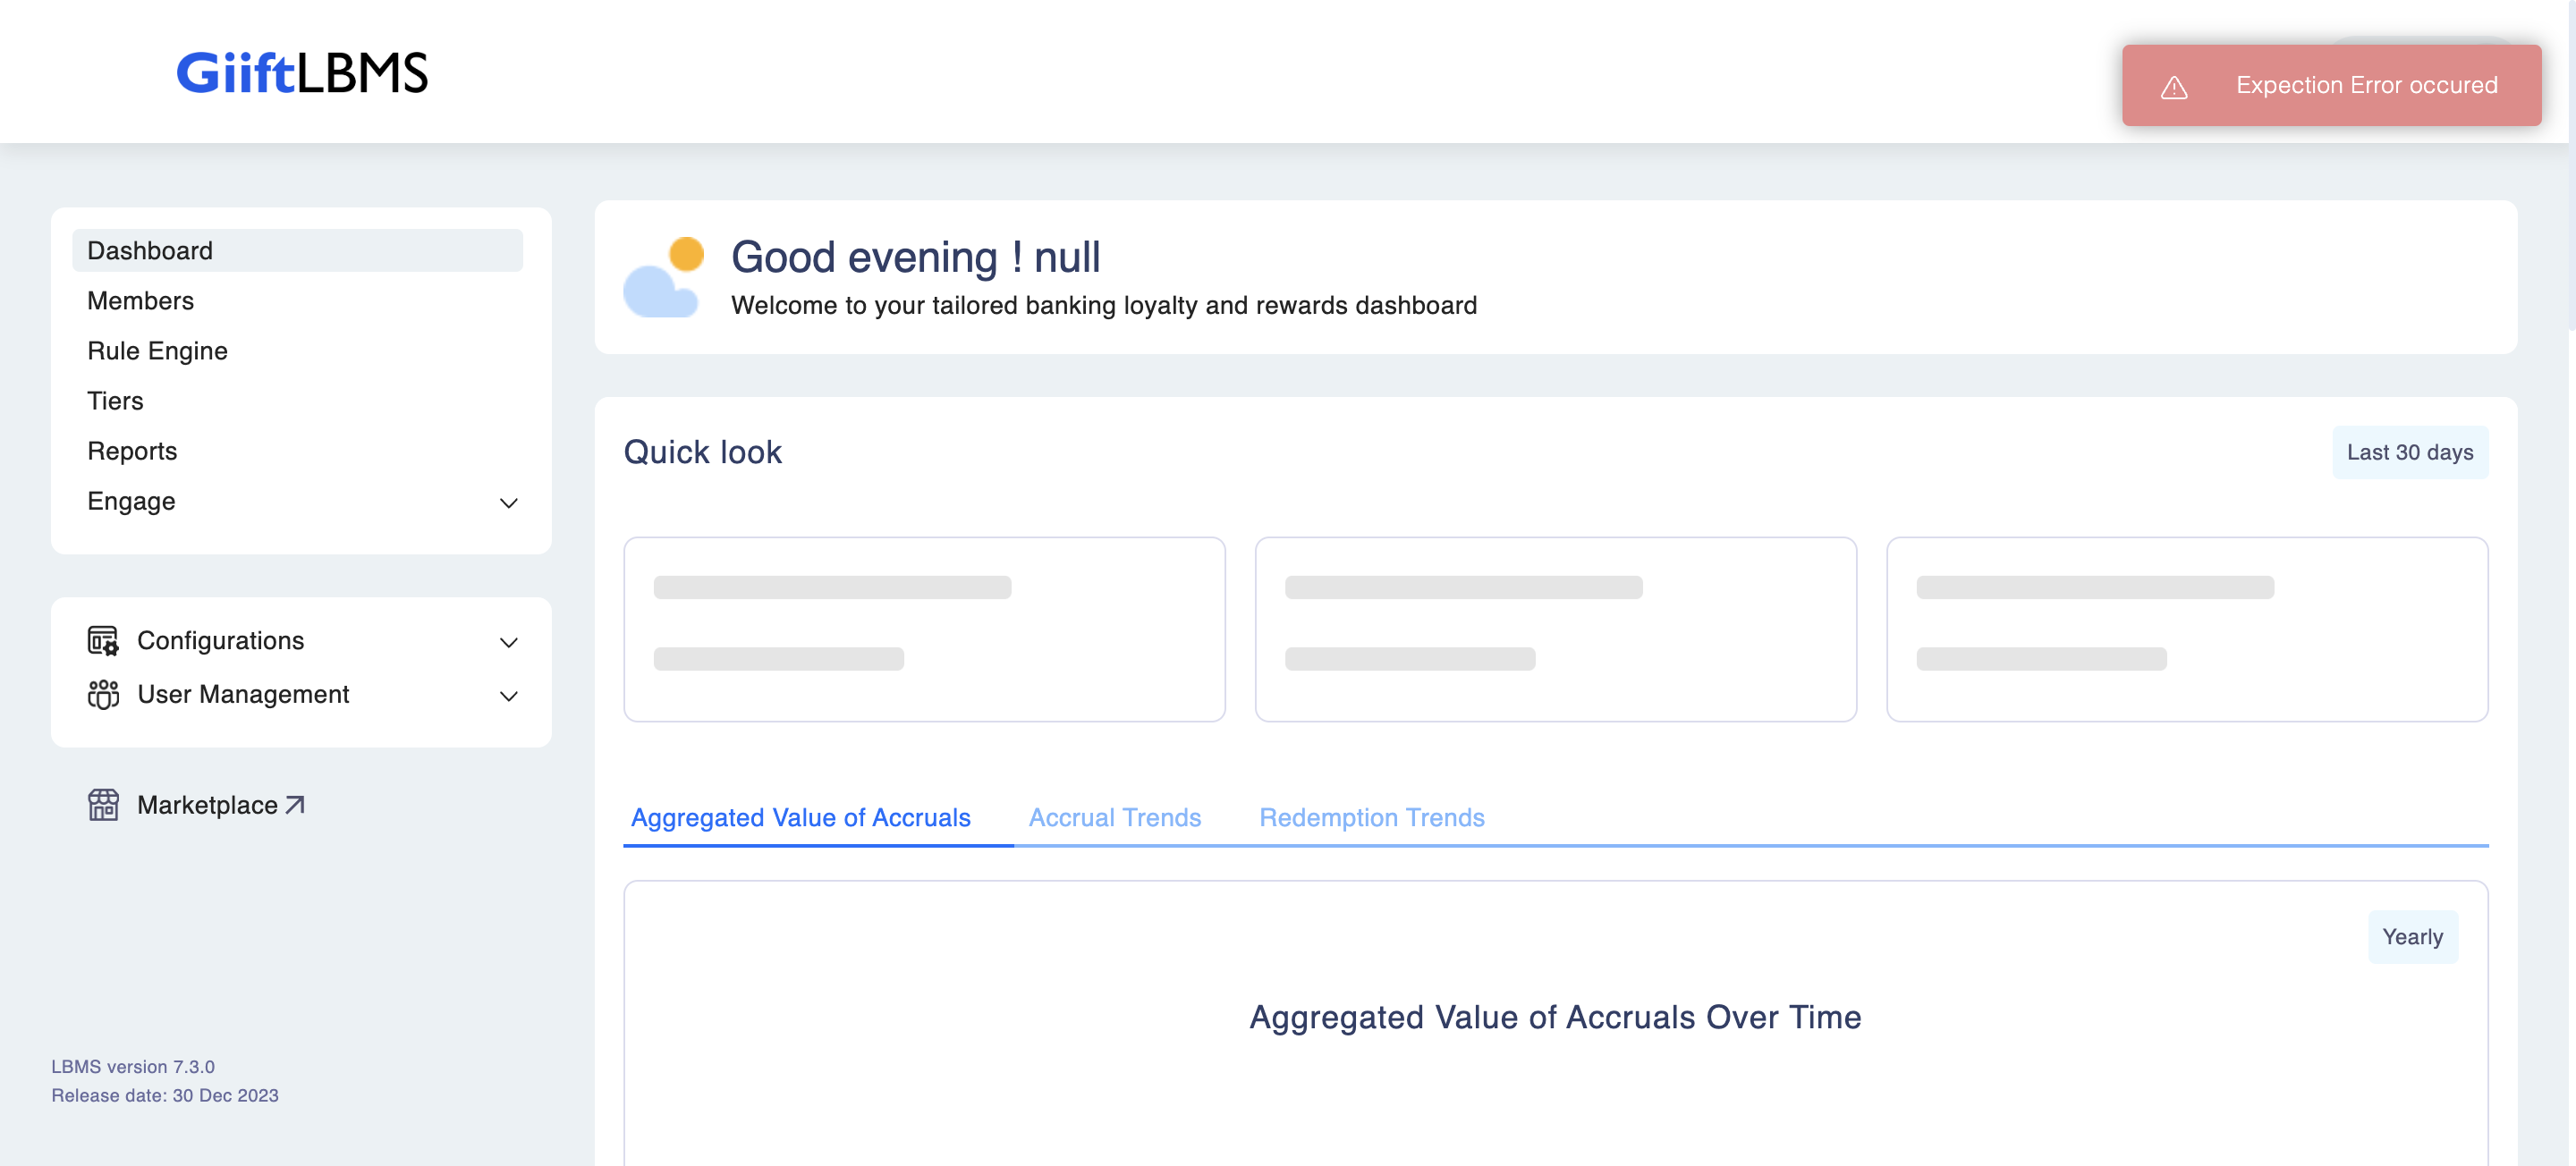 GiiftLBMS
Expection Error occured
Dashboard
Members
Rule Engine
Tiers
Reports
Engage
Configurations
User Management
Marketplace
LBMS version 7.3.0
Release date: 30 Dec 2023
Good evening ! null
Welcome to your tailored banking loyalty and rewards dashboard
Quick look
Last 30 days
Aggregated Value of Accruals
Accrual Trends
Redemption Trends
Yearly
Aggregated Value of Accruals Over Time